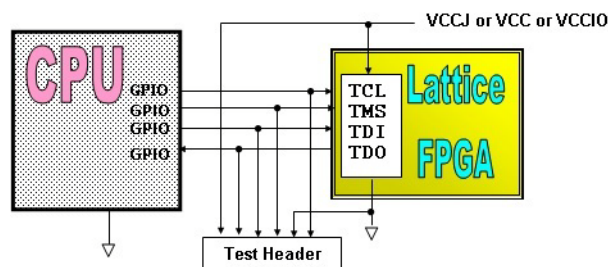 VCCJ or VCC or VCCIO
CPU
GPIO
GPIO
GPIO
GPIO
TCL
TMS
TDI
TDO
Lattice
FPGA
Test Header